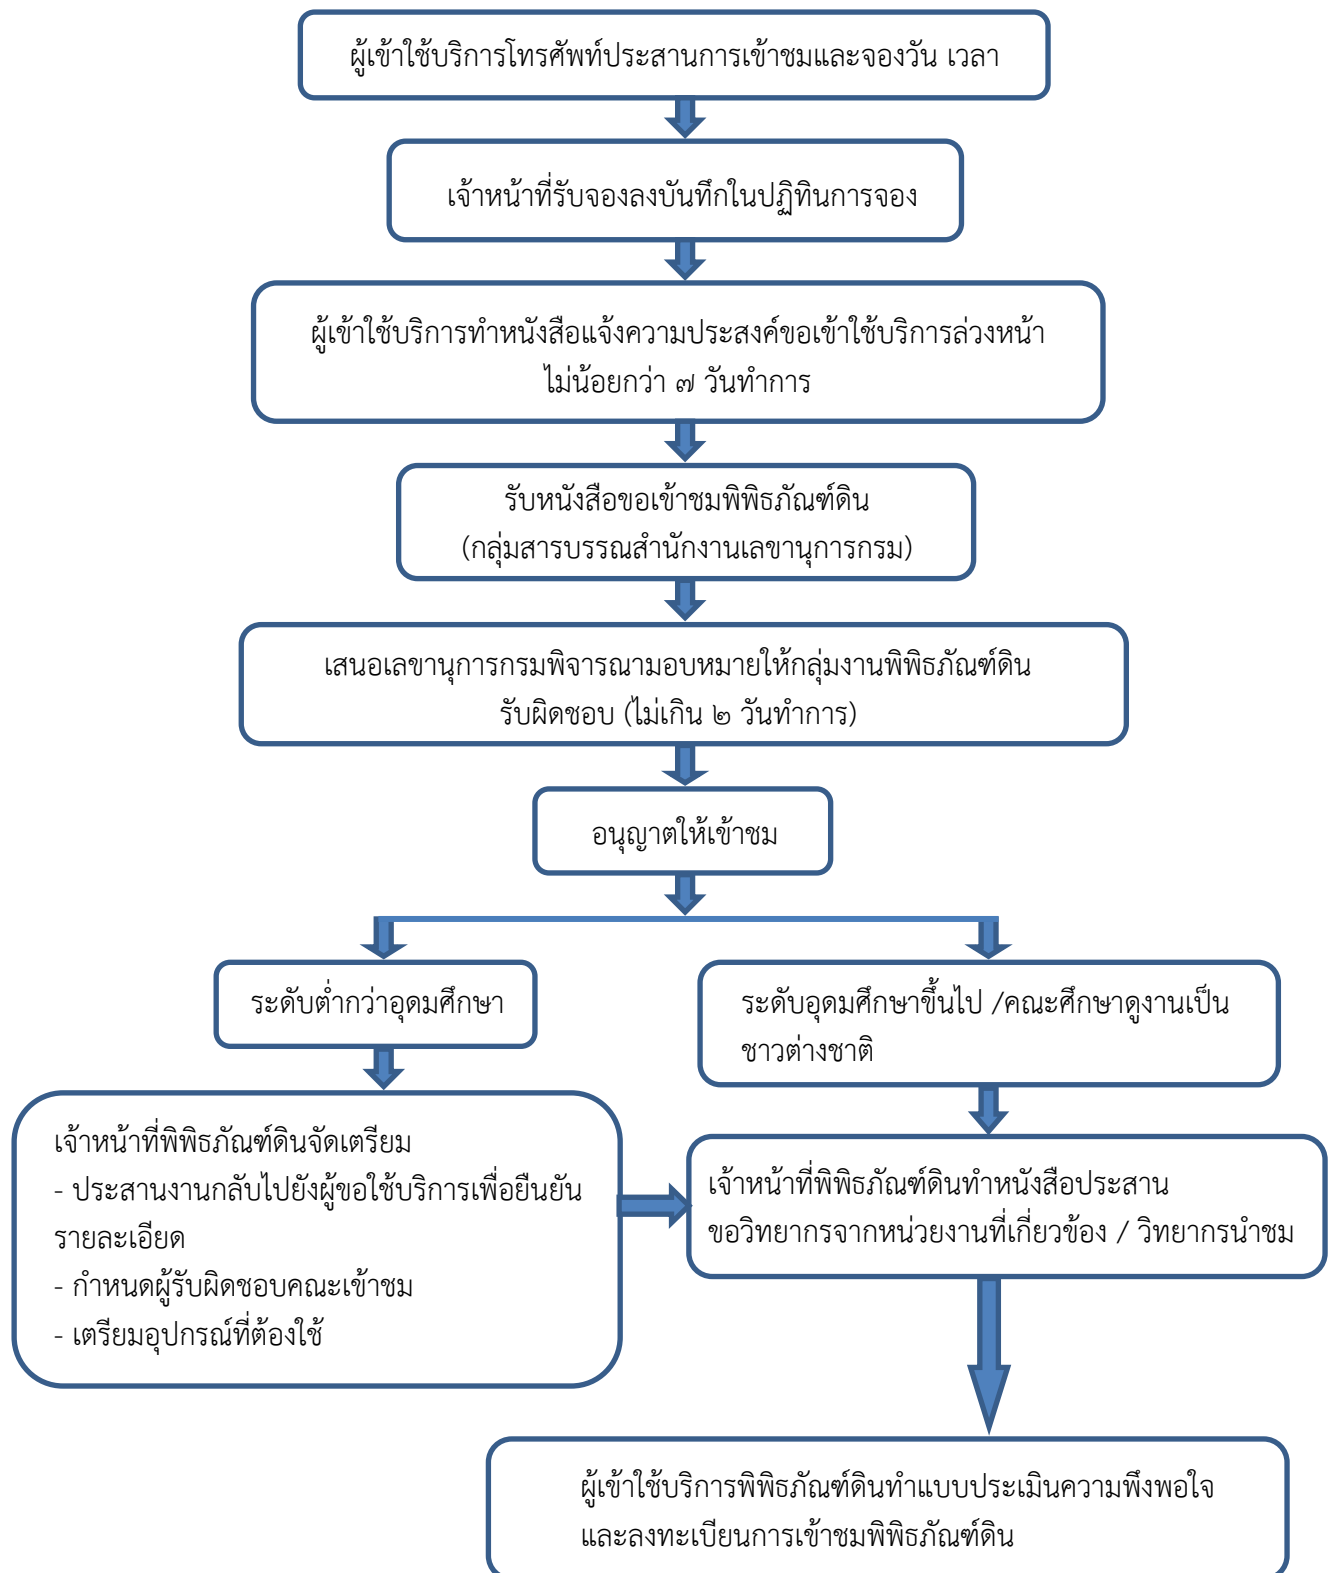 ผู้เข้าใช้บริการโทรศัพท์ประสานการเข้าชมและจองวัน เวลา
เจ้าหน้าที่รับจองลงบันทึกในปฏิทินการจอง
ผู้เข้าใช้บริการทำหนังสือแจ้งความประสงค์ขอเข้าใช้บริการล่วงหน้า
ไม่น้อยกว่า ๗ วันทำการ
รับหนังสือขอเข้าชมพิพิธภัณฑ์ดิน
(กลุ่มสารบรรณสำนักงานเลขานุการกรม)
เสนอเลขานุการกรมพิจารณามอบหมายให้กลุ่มงานพิพิธภัณฑ์ดิน
รับผิดชอบ (ไม่เกิน ๒ วันทำการ)
อนุญาตให้เข้าชม
ระดับต่ำกว่าอุดมศึกษา
ระดับอุดมศึกษาขึ้นไป /คณะศึกษาดูงานเป็น
ชาวต่างชาติ
เจ้าหน้าที่พิพิธภัณฑ์ดินจัดเตรียม
- ประสานงานกลับไปยังผู้ขอใช้บริการเพื่อยืนยัน
รายละเอียด
- กำหนดผู้รับผิดชอบคณะเข้าชม
- เตรียมอุปกรณ์ที่ต้องใช้
เจ้าหน้าที่พิพิธภัณฑ์ดินทำหนังสือประสาน
ขอวิทยากรจากหน่วยงานที่เกี่ยวข้อง / วิทยากรนำชม
ผู้เข้าใช้บริการพิพิธภัณฑ์ดินทำแบบประเมินความพึงพอใจ
และลงทะเบียนการเข้าชมพิพิธภัณฑ์ดิน